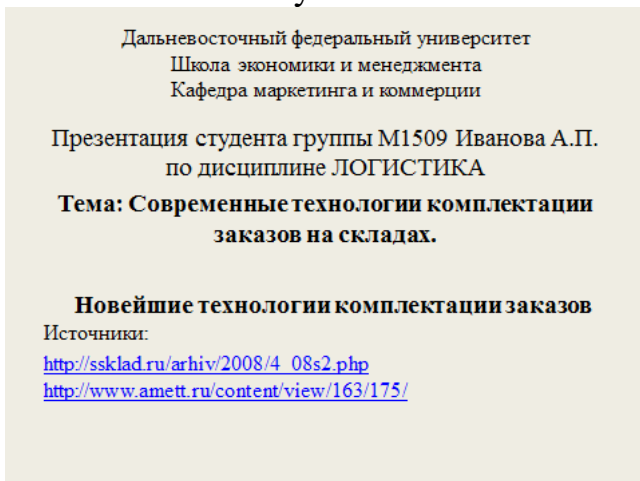 Дальневосточный федеральный университет
Школа экономики и менеджмента
Кафедра маркетинга и коммерции
Презентация студента группы М1509 Иванова А.П.
по дисциплине ЛОГИСТИКА
Тема: Современные технологии комплектации
заказов на складах.
Новейшие технологии комплектации заказов
Источники:
http://ssklad.ru/arhiv/2008/4_08s2.php
http://www.amett.ru/content/view/163/175/